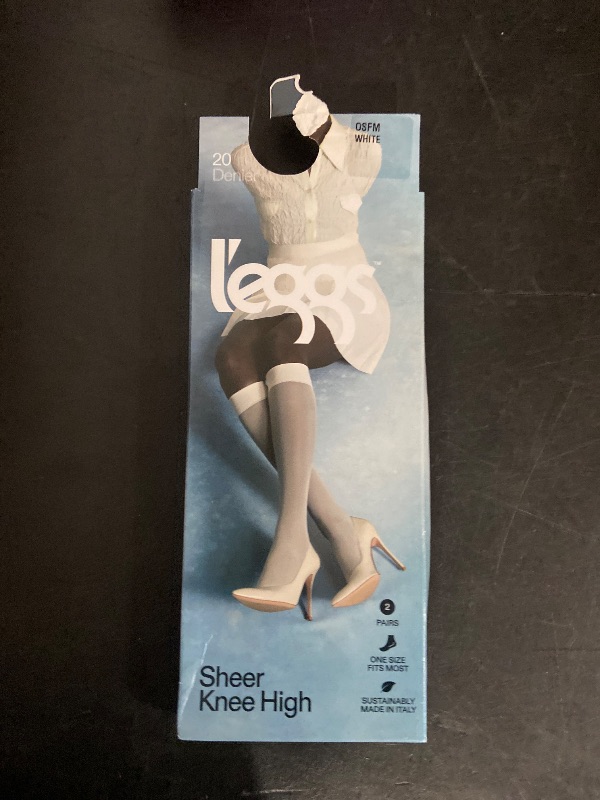 OSFM
WHITE
20
Denier
l'eggs
2
PAIRS
ONE SIZE
FITS MOST
SUSTAINABLY
MADE IN ITALY
Sheer
Knee High